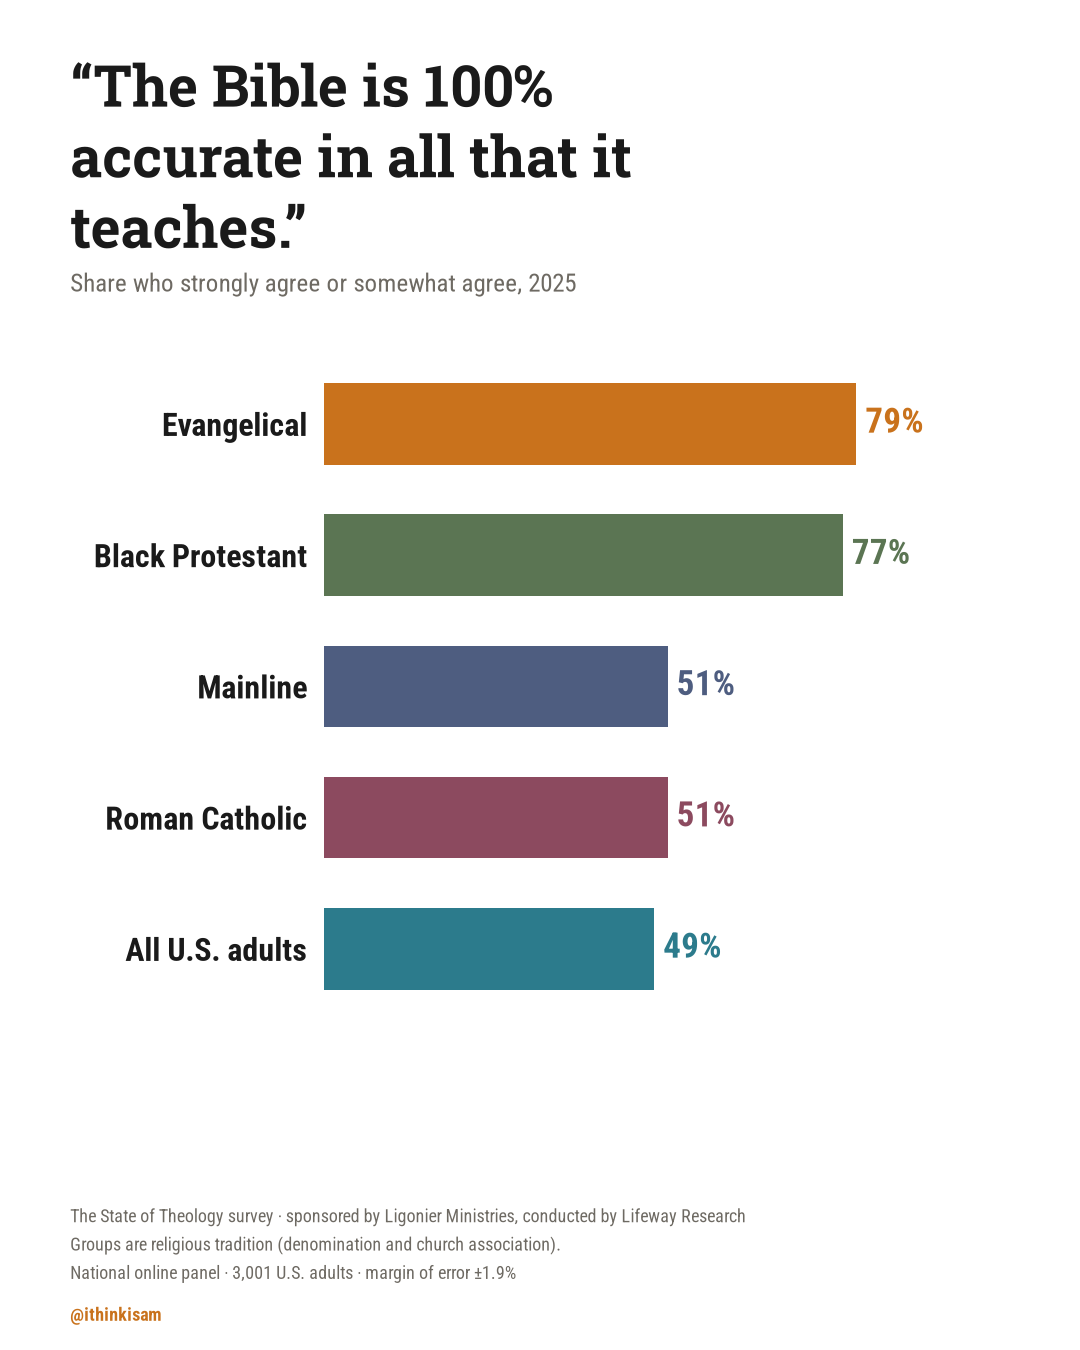 “The Bible is 100%
accurate in all that it
teaches.”
Share who strongly agree or somewhat agree, 2025
Evangelical 79%
Black Protestant 77%
Mainline 51%
Roman Catholic 51%
All U.S. adults 49%
The State of Theology survey · sponsored by Ligonier Ministries, conducted by Lifeway Research
Groups are religious tradition (denomination and church association).
National online panel · 3,001 U.S. adults · margin of error ±1.9%
@ithinkisam